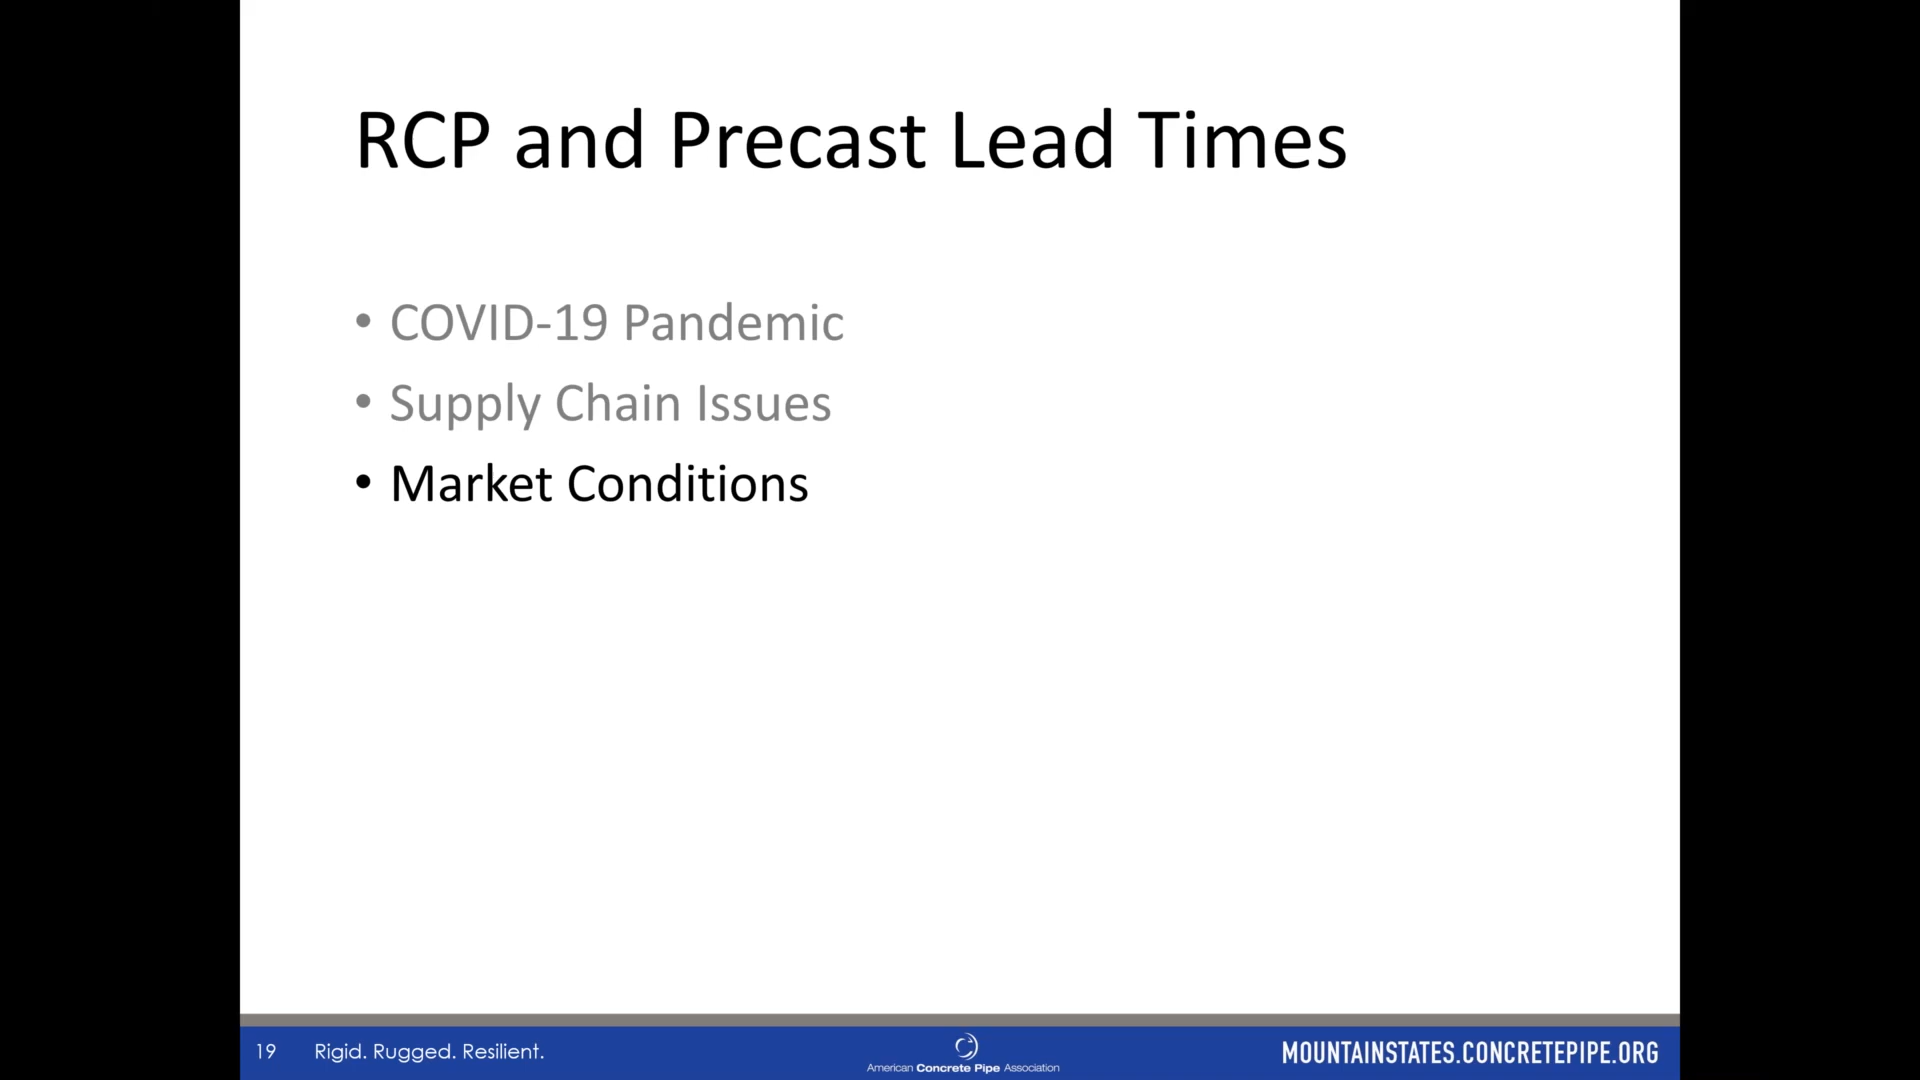 RCP and Precast Lead Times
• COVID-19 Pandemic
• Supply Chain Issues
• Market Conditions
19 Rigid. Rugged. Resilient.
American Concrete Pipe Association
MOUNTAINSTATES.CONCRETEPIPE.ORG